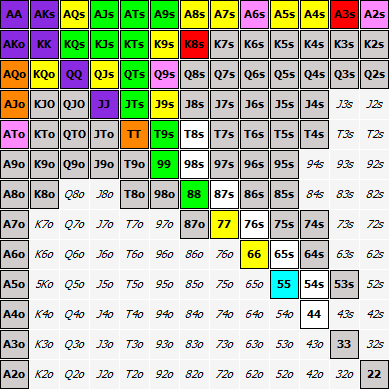 AA AKs AQs AJs ATs A9s A8s A7s A6s A5s A4s A3s A2s
AKo KK KQs KJs KTs K9s K8s K7s K6s K5s K4s K3s K2s
AQo KQo QQ QJs QTs Q9s Q8s Q7s Q6s Q5s Q4s Q3s Q2s
AJo KJO QJO JJ JTs J9s J8s J7s J6s J5s J4s J3s J2s
ATo KTo QTO JTo TT T9s T8s T7s T6s T5s T4s T3s T2s
A9o K9o Q9o J9o T9o 99 98s 97s 96s 95s 94s 93s 92s
A8o K8o Q8o J8o T8o 98o 88 87s 86s 85s 84s 83s 82s
A7o K7o Q7o J7o T7o 97o 87o 77 76s 75s 74s 73s 72s
A6o K6o Q6o J6o T6o 96o 86o 76o 66 65s 64s 63s 62s
A5o 5Ko Q5o J5o T5o 95o 85o 75o 65o 55 54s 53s 52s
A4o K4o Q4o J4o T4o 94o 84o 74o 64o 54o 44 43s 42s
A3o K3o Q3o J3o T3o 93o 83o 73o 63o 53o 43o 33 32s
A2o K2o Q2o J2o T2o 92o 82o 72o 62o 52o 42o 32o 22